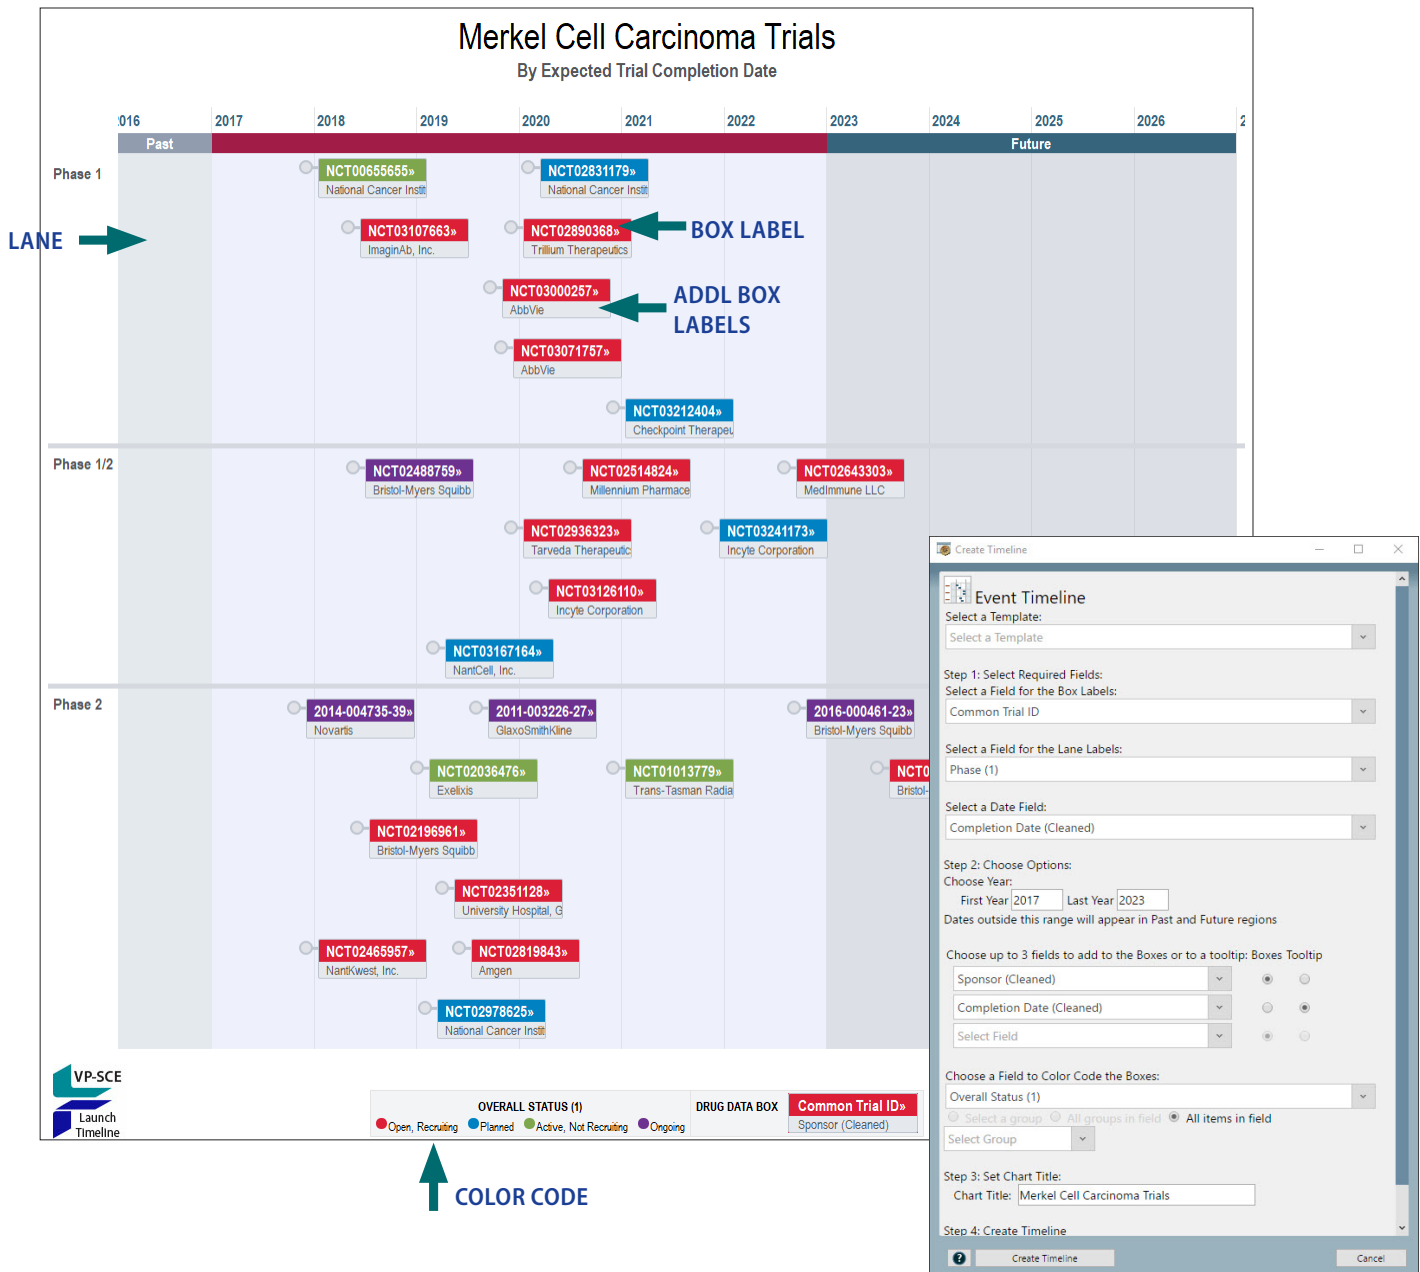 Merkel Cell Carcinoma Trials
By Expected Trial Completion Date
2016 2017 2018 2019 2020 2021 2022 2023 2024 2025 2026
Past Future
Phase 1
NCT00655655» NCT02831179»
National Cancer Instit National Cancer Instit
LANE
NCT03107663» NCT02890368» BOX LABEL
ImaginAb, Inc. Trillium Therapeutics
NCT03000257» ADDL BOX
AbbVie LABELS
NCT03071757»
AbbVie
NCT03212404»
Checkpoint Therapeu
Phase 1/2
NCT02488759» NCT02514824» NCT02643303»
Bristol-Myers Squibb Millennium Pharmace MedImmune LLC
NCT02936323» NCT03241173»
Tarveda Therapeutic Incyte Corporation
NCT03126110»
Incyte Corporation
NCT03167164»
NantCell, Inc.
Phase 2
2014-004735-39» 2011-003226-27» 2016-000461-23»
Novartis GlaxoSmithKline Bristol-Myers Squibb
NCT02036476» NCT01013779» NCT0
Exelixis Trans-Tasman Radia Bristol-
NCT02196961»
Bristol-Myers Squibb
NCT02351128»
University Hospital, G
NCT02465957» NCT02819843»
NantKwest, Inc. Amgen
NCT02978625»
National Cancer Instit
VP-SCE
Launch
Timeline
OVERALL STATUS (1)
Open, Recruiting Planned Active, Not Recruiting Ongoing
DRUG DATA BOX
Common Trial ID»
Sponsor (Cleaned)
COLOR CODE
Create Timeline
Event Timeline
Select a Template:
Select a Template
Step 1: Select Required Fields:
Select a Field for the Box Labels:
Common Trial ID
Select a Field for the Lane Labels:
Phase (1)
Select a Date Field:
Completion Date (Cleaned)
Step 2: Choose Options:
Choose Year:
First Year 2017 Last Year 2023
Dates outside this range will appear in Past and Future regions
Choose up to 3 fields to add to the Boxes or to a tooltip: Boxes Tooltip
Sponsor (Cleaned)
Completion Date (Cleaned)
Select Field
Choose a Field to Color Code the Boxes:
Overall Status (1)
Select a group All groups in field All items in field
Select Group
Step 3: Set Chart Title:
Chart Title: Merkel Cell Carcinoma Trials
Step 4: Create Timeline
? Create Timeline Cancel